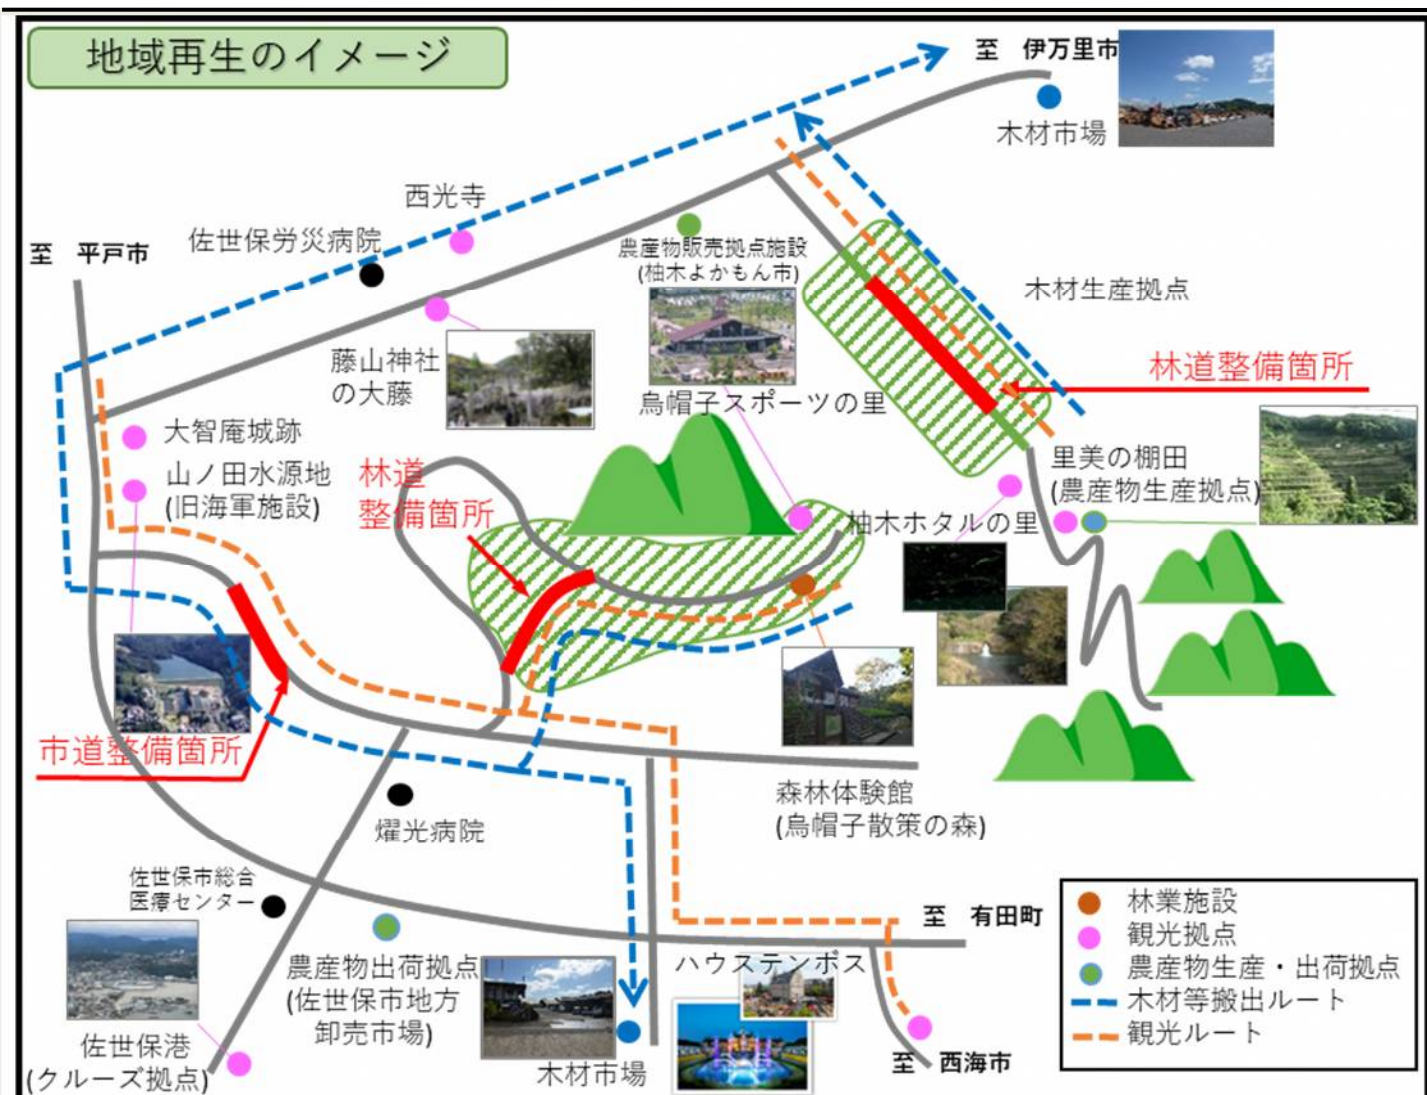 地域再生のイメージ
至 伊万里市
木材市場
西光寺
佐世保労災病院
至 平戸市
農産物販売拠点施設
(柚木よかもん市)
木材生産拠点
藤山神社
の大藤
烏帽子スポーツの里
林道整備箇所
大智庵城跡
山ノ田水源地
(旧海軍施設)
林道
整備箇所
里美の棚田
(農産物生産拠点)
柚木ホタルの里
市道整備箇所
燿光病院
森林体験館
(烏帽子散策の森)
佐世保市総合
医療センター
至 有田町
農産物出荷拠点
(佐世保市地方
卸売市場)
ハウステンボス
佐世保港
(クルーズ拠点)
木材市場
至 西海市
林業施設
観光拠点
農産物生産・出荷拠点
木材等搬出ルート
観光ルート